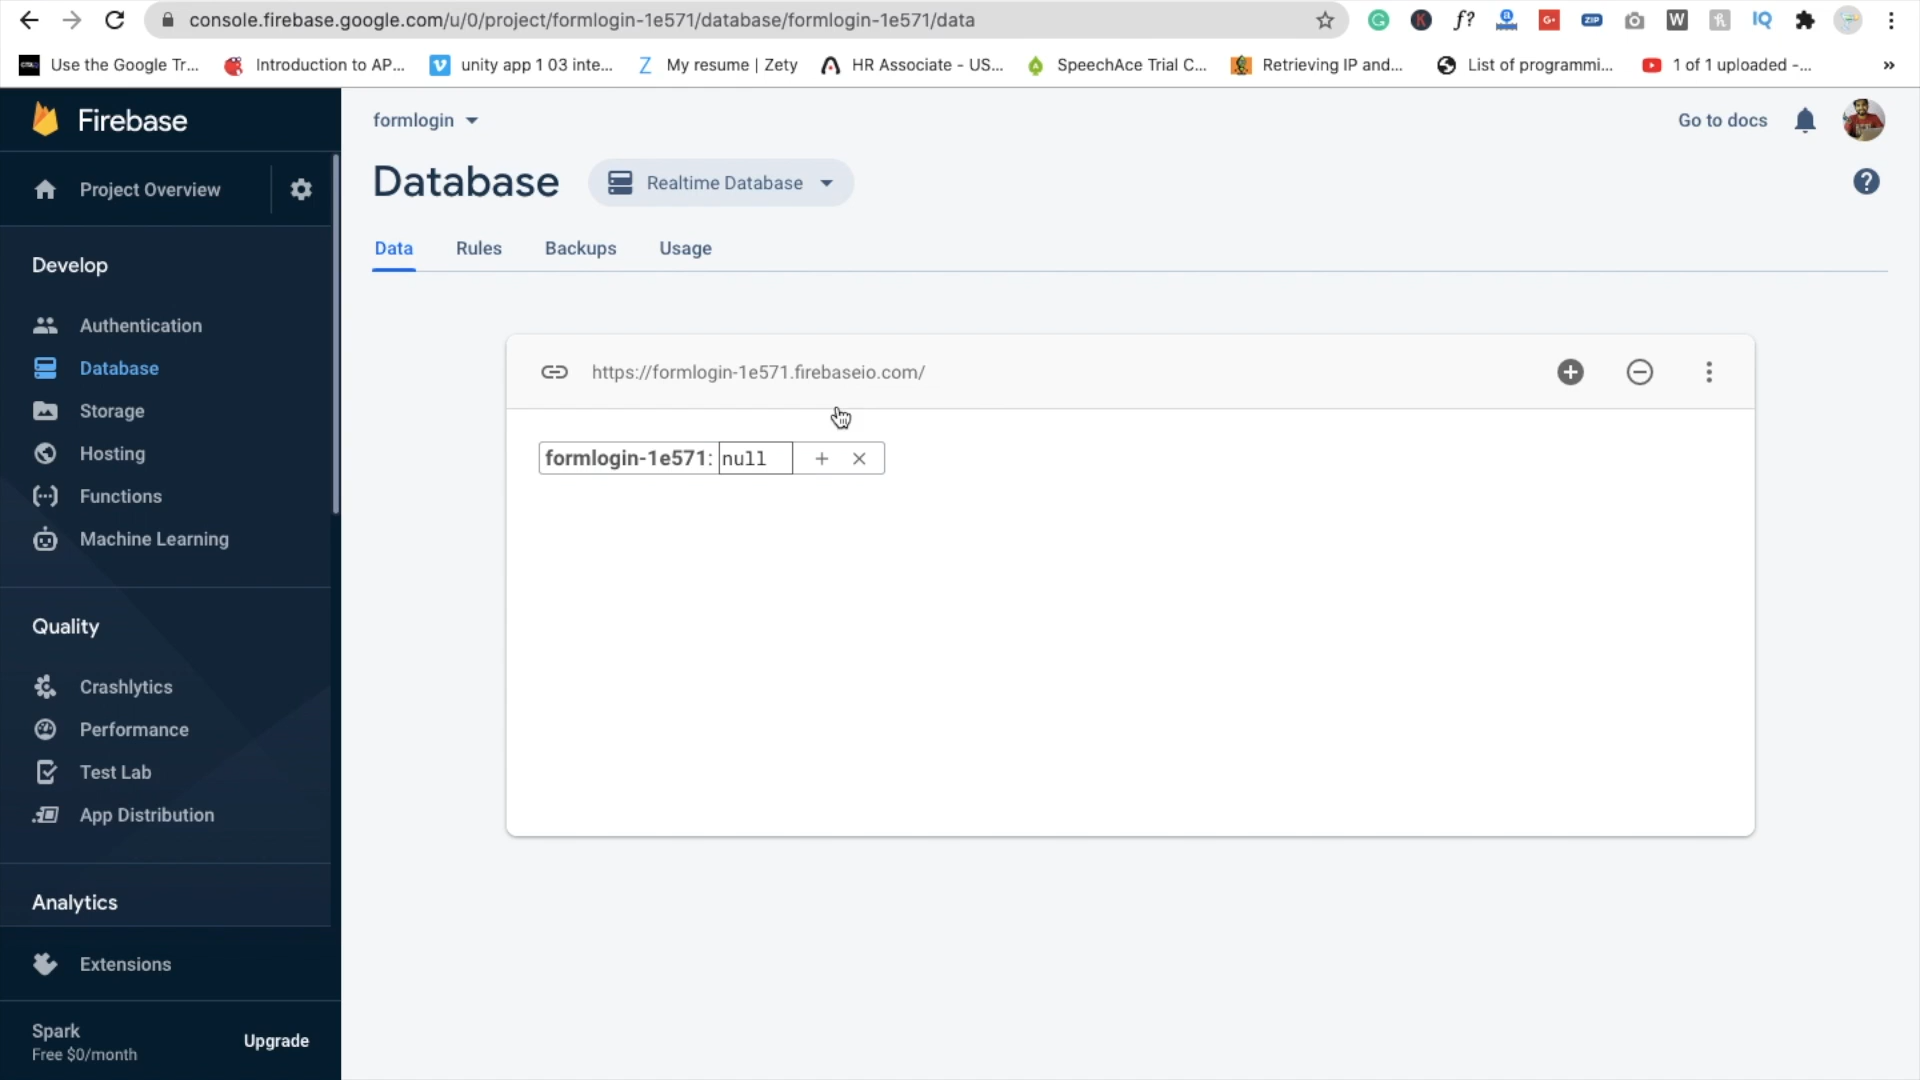 console.firebase.google.com/u/0/project/formlogin-1e571/database/formlogin-1e571/data
Use the Google Tr...
Introduction to AP...
unity app 1 03 inte...
My resume | Zety
HR Associate - US...
SpeechAce Trial C...
Retrieving IP and...
List of programmi...
1 of 1 uploaded -...
»
Firebase
formlogin
Go to docs
Project Overview
Database
Realtime Database
Data
Rules
Backups
Usage
Develop
Authentication
Database
Storage
Hosting
Functions
Machine Learning
https://formlogin-1e571.firebaseio.com/
formlogin-1e571: null
Quality
Crashlytics
Performance
Test Lab
App Distribution
Analytics
Extensions
Spark
Free $0/month
Upgrade